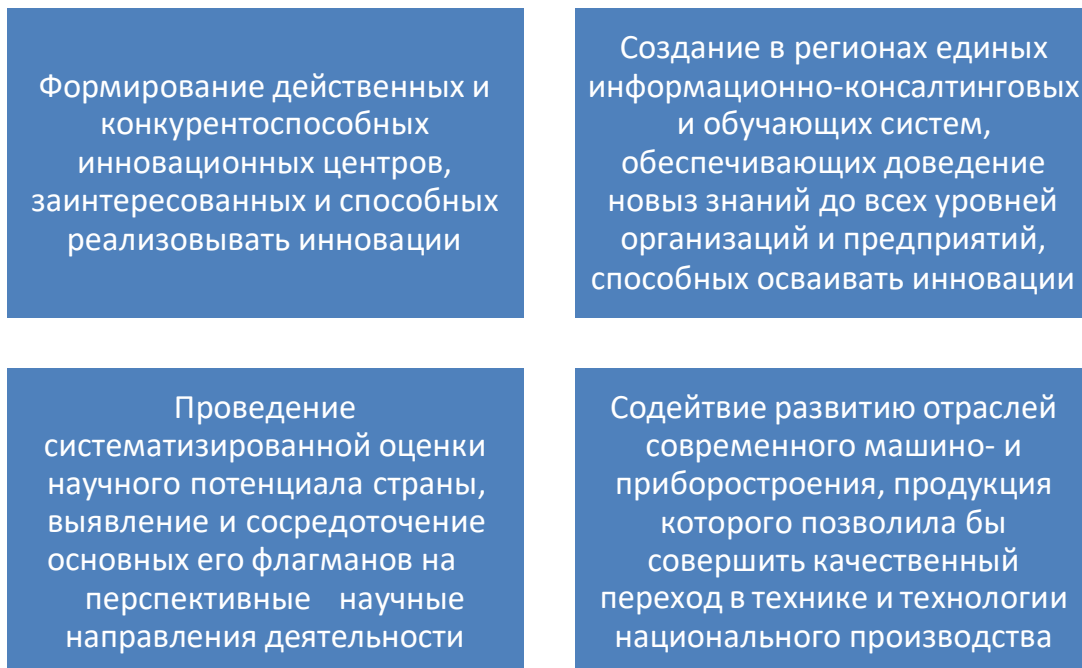 Формирование действенных и
конкурентоспособных
инновационных центров,
заинтересованных и способных
реализовывать инновации
Создание в регионах единых
информационно-консалтинговых
и обучающих систем,
обеспечивающих доведение
новыз знаний до всех уровней
организаций и предприятий,
способных осваивать инновации
Проведение
систематизированной оценки
научного потенциала страны,
выявление и сосредоточение
основных его флагманов на
перспективные научные
направления деятельности
Содейтвие развитию отраслей
современного машино- и
приборостроения, продукция
которого позволила бы
совершить качественный
переход в технике и технологии
национального производства